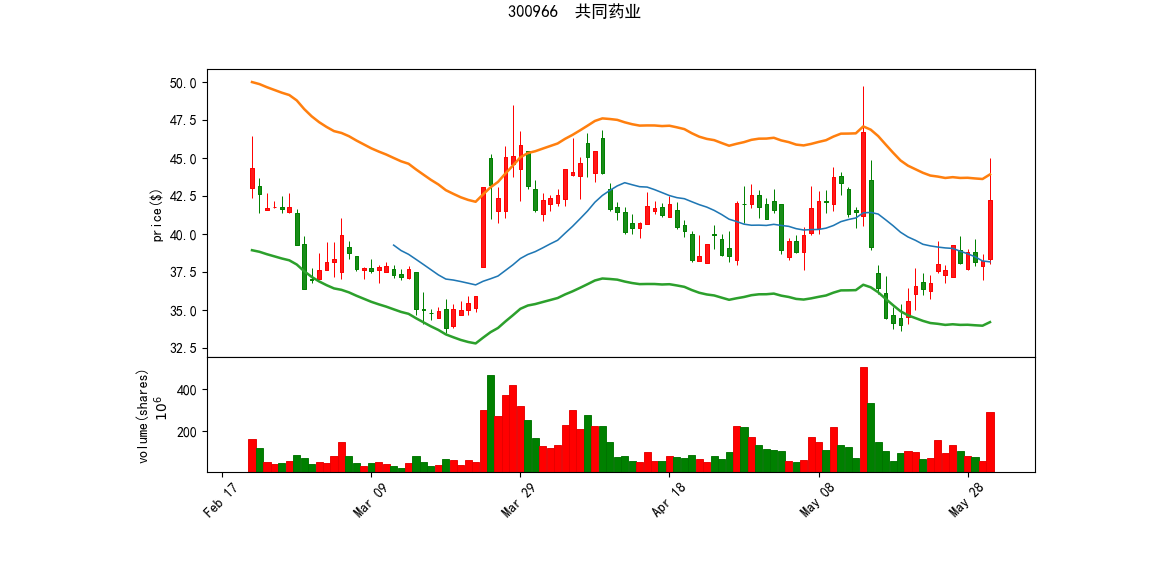 300966 共同药业
50.0
47.5
45.0
42.5
40.0
37.5
35.0
32.5
price($)
400
200
volume(shares)
10^6
Feb 17
Mar 09
Mar 29
Apr 18
May 08
May 28